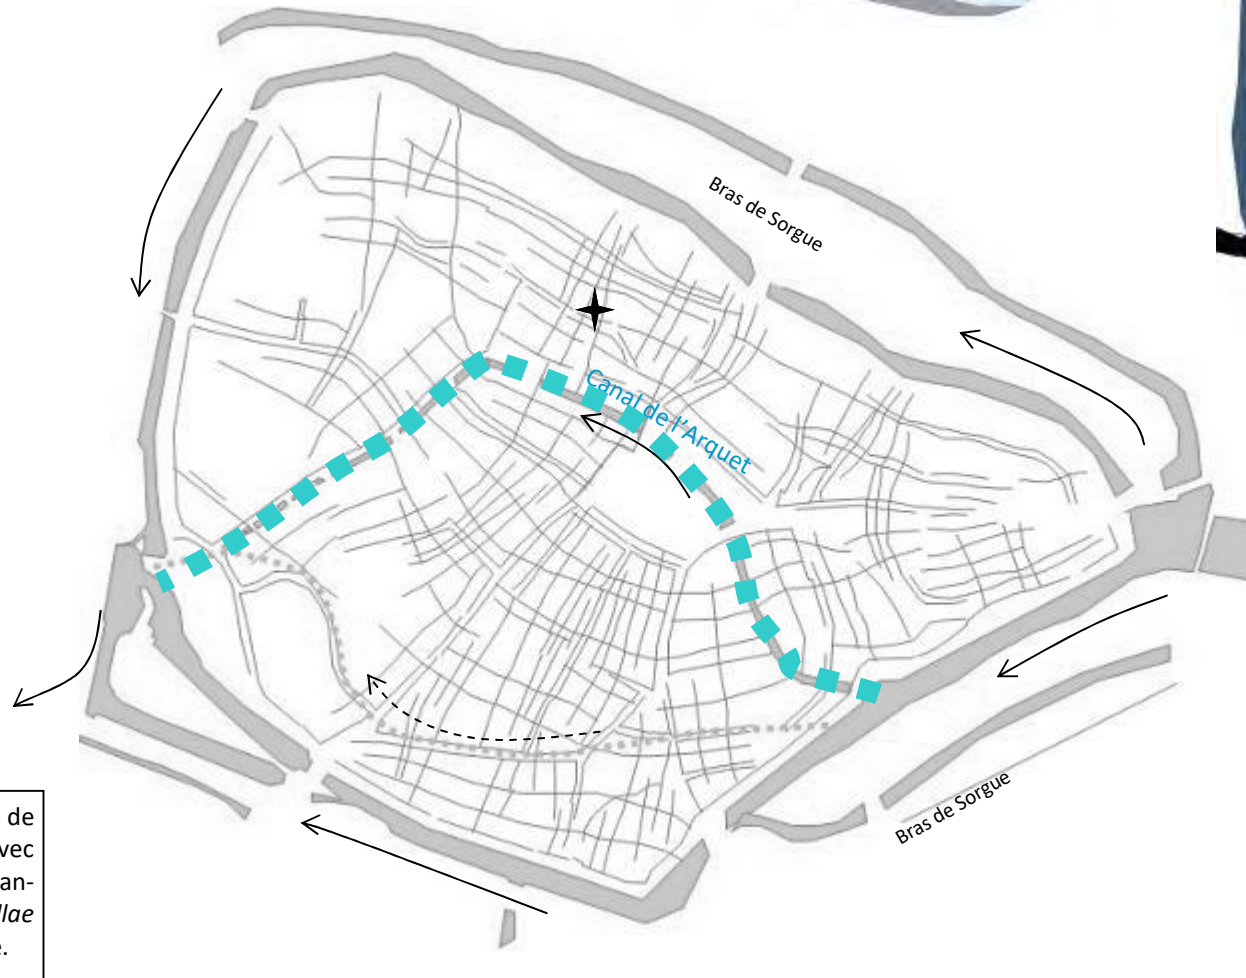 Bras de Sorgue
Canal de l’Arquet
Bras de Sorgue
de
vec
an-
llae
e.